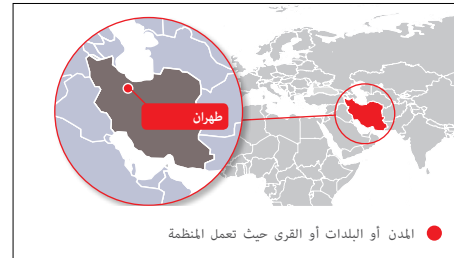 طهران
المدن أو البلدات أو القرى حيث تعمل المنظمة